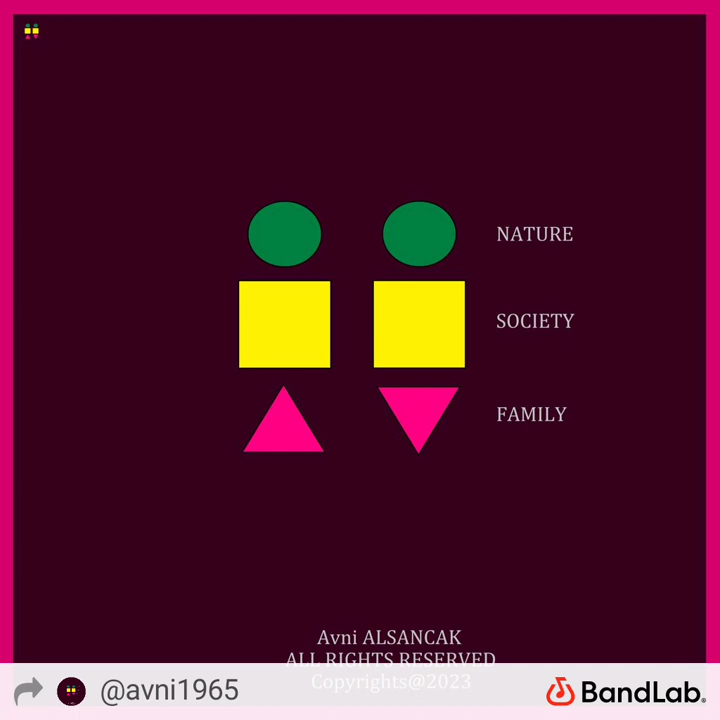 NATURE
SOCIETY
FAMILY
Avni ALSANCAK
ALL RIGHTS RESERVED
Copyrights@2023
@avni1965
BandLab®